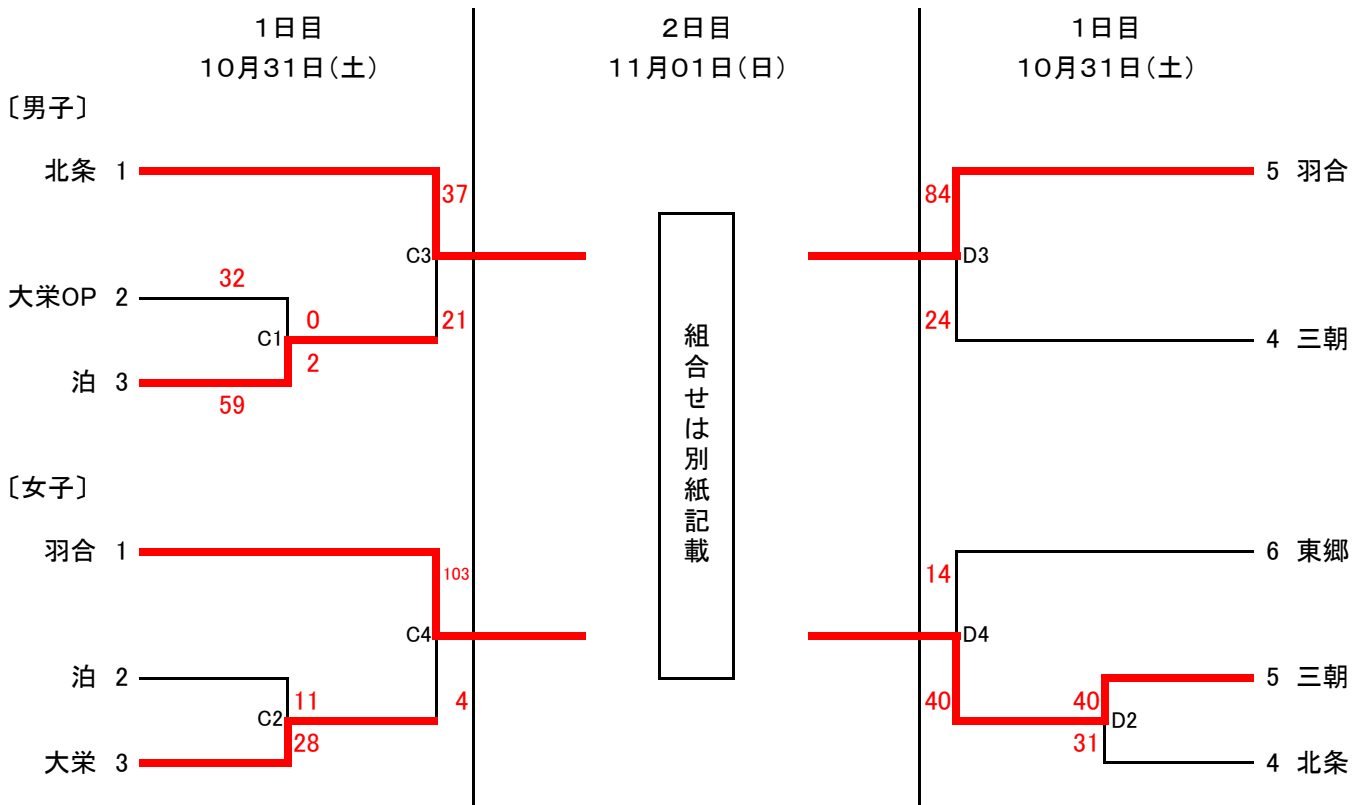 1日目
10月31日(土)
2日目
11月01日(日)
1日目
10月31日(土)
〔男子〕
北条 1
37
C3
大栄OP 2
32
0
C1
2
21
泊 3
59
84
5 羽合
D3
24
4 三朝
組合せは別紙記載
〔女子〕
羽合 1
103
C4
泊 2
11
C2
28
4
大栄 3
14
6 東郷
D4
40
40
5 三朝
D2
31
4 北条